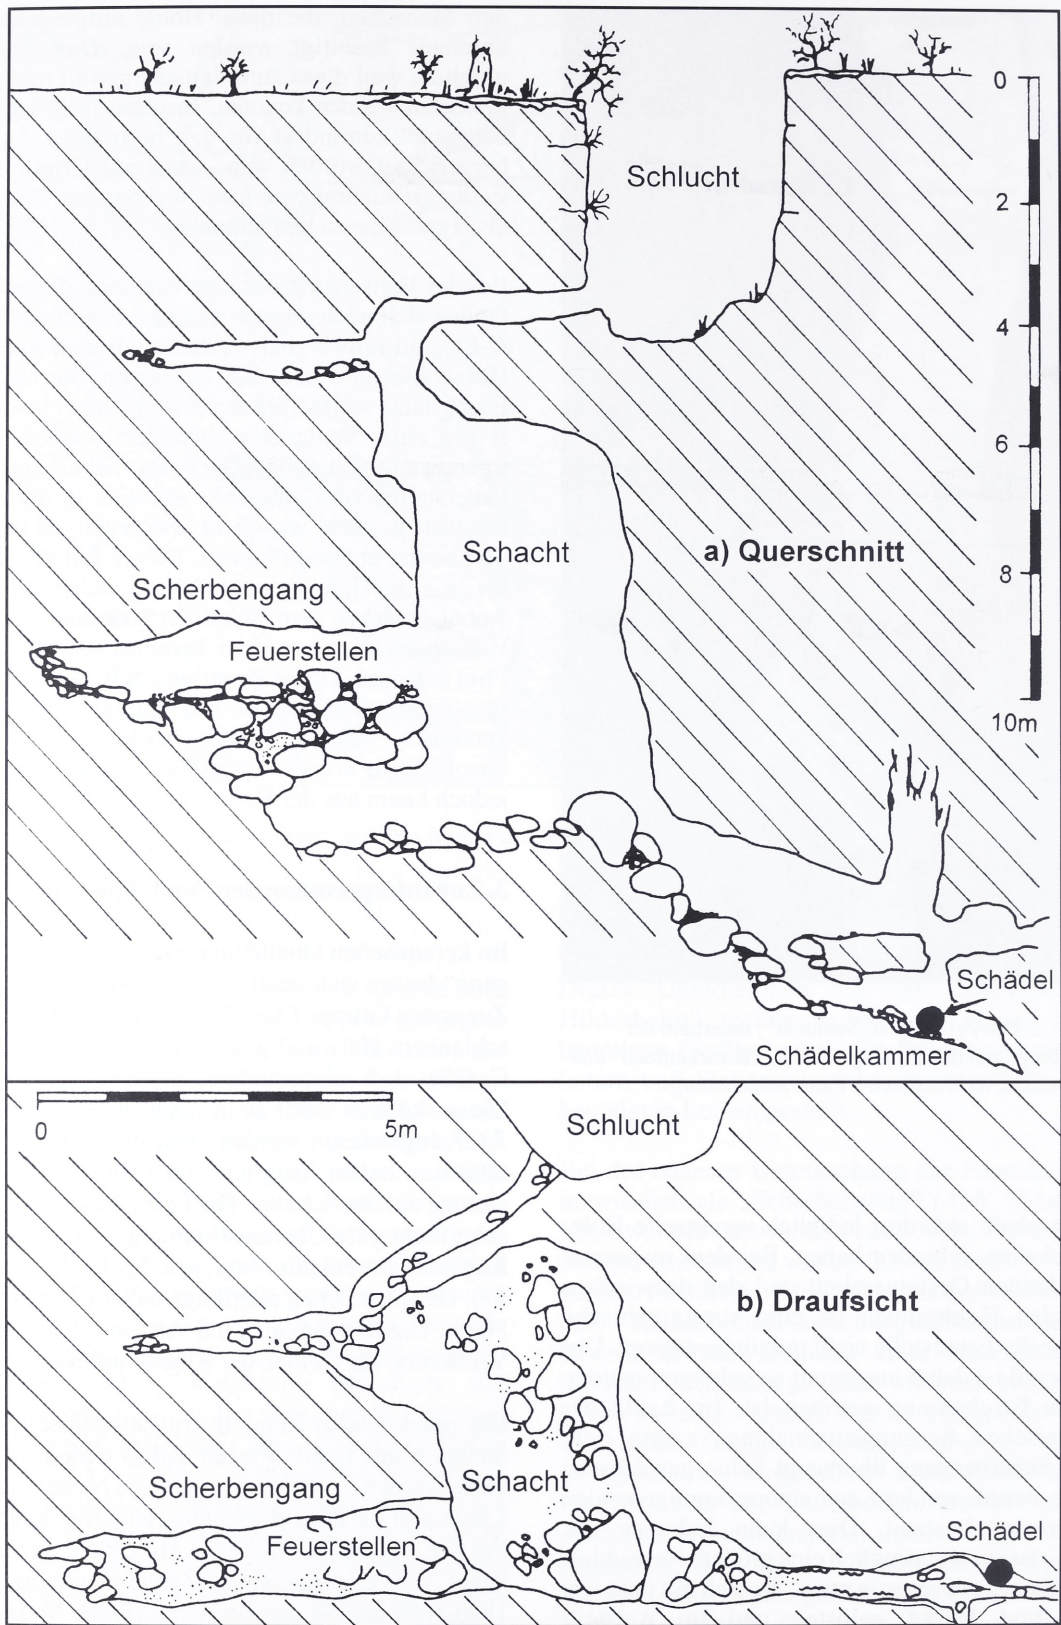 0
Schlucht
2
4
6
Schacht
a) Querschnitt
8
Scherbengang
Feuerstellen
10m
Schädel
Schädelkammer
0
5m
Schlucht
b) Draufsicht
Scherbengang
Schacht
Feuerstellen
Schädel